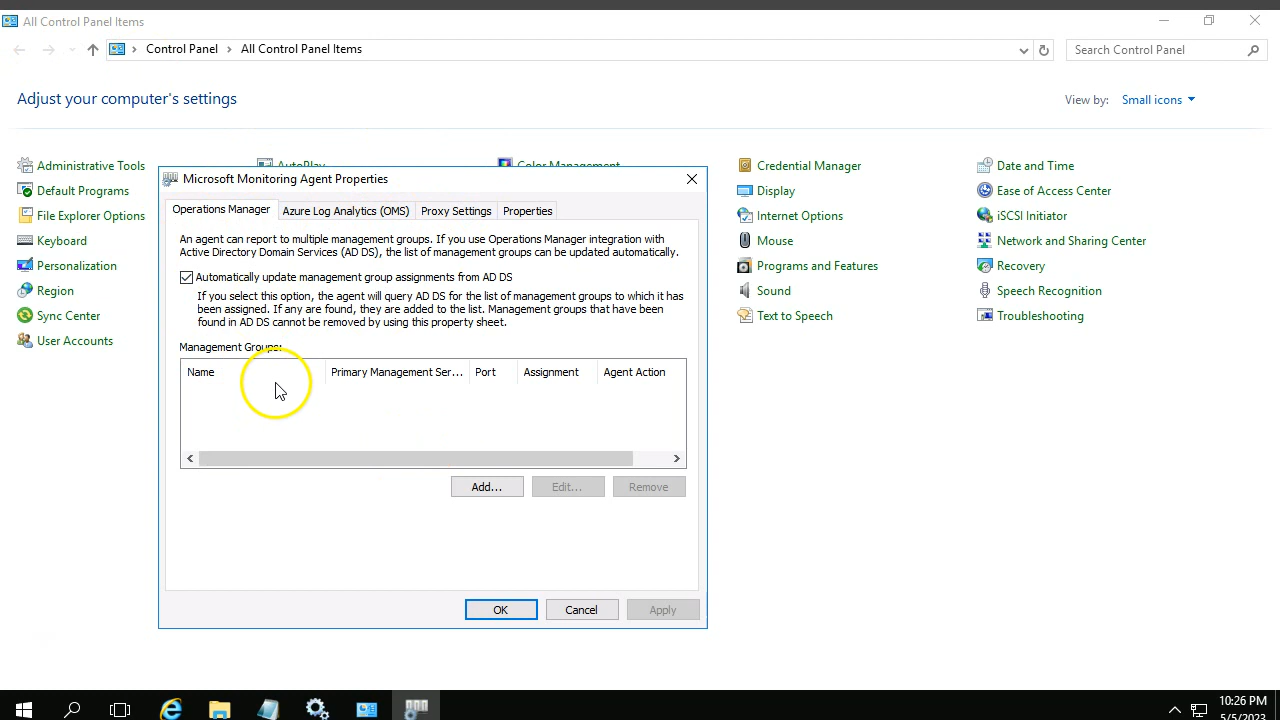 All Control Panel Items
Control Panel > All Control Panel Items
Search Control Panel
Adjust your computer's settings
View by: Small icons
Administrative Tools
AutoPlay
Color Management
Credential Manager
Date and Time
Default Programs
Display
Ease of Access Center
File Explorer Options
Internet Options
iSCSI Initiator
Keyboard
Mouse
Network and Sharing Center
Personalization
Programs and Features
Recovery
Region
Sound
Speech Recognition
Sync Center
Text to Speech
Troubleshooting
User Accounts
Microsoft Monitoring Agent Properties
Operations Manager Azure Log Analytics (OMS) Proxy Settings Properties
An agent can report to multiple management groups. If you use Operations Manager integration with
Active Directory Domain Services (AD DS), the list of management groups can be updated automatically.
Automatically update management group assignments from AD DS
If you select this option, the agent will query AD DS for the list of management groups to which it has
been assigned. If any are found, they are added to the list. Management groups that have been
found in AD DS cannot be removed by using this property sheet.
Management Groups:
Name Primary Management Ser... Port Assignment Agent Action
Add... Edit... Remove
OK Cancel Apply
10:26 PM
5/5/2023